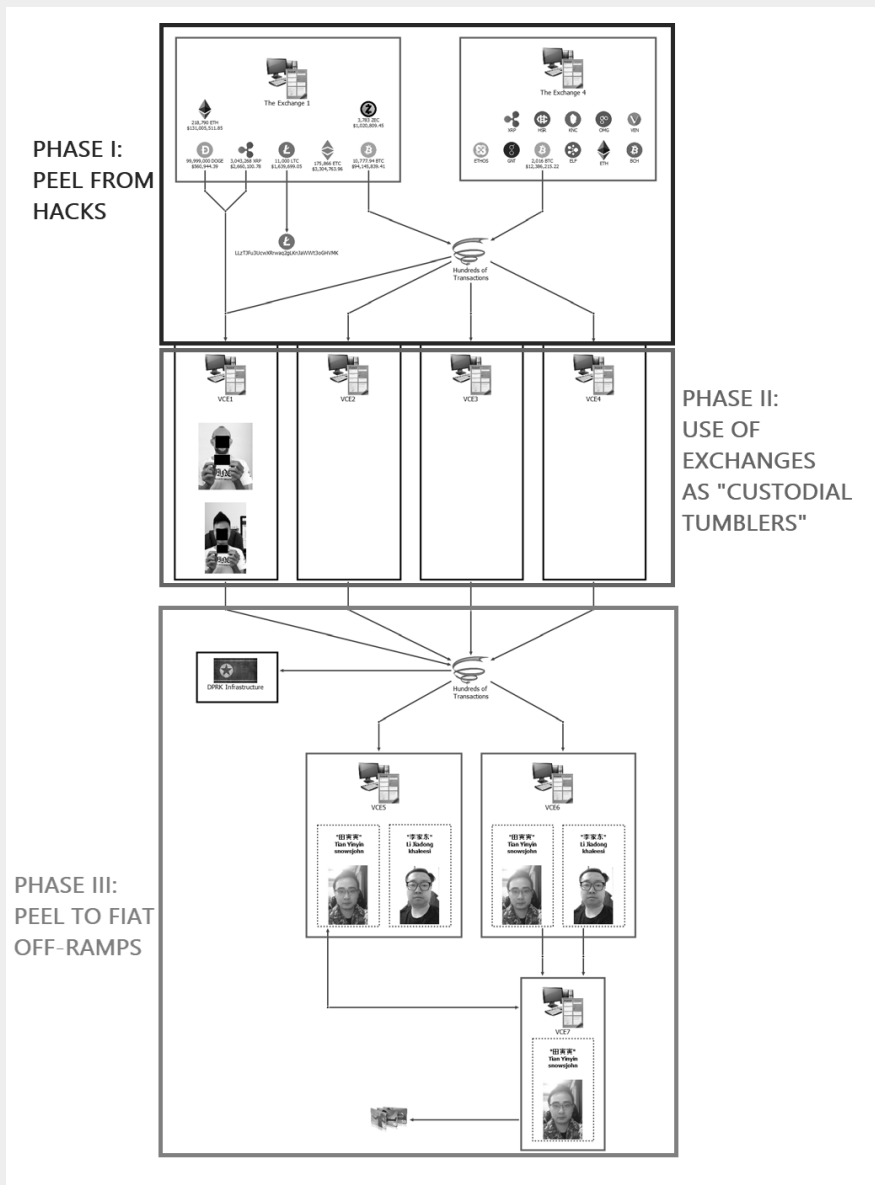 PHASE I:
PEEL FROM
HACKS
The Exchange 1
218,790 ETH
$131,005,511.85
3,783 ZEC
$1,020,809.45
99,999,000 DOGE
$580,944.39
3,043,268 XRP
$2,660,100.78
11,000 LTC
$1,639,699.05
175,866 ETC
$3,304,763.96
10,777.94 BTC
$94,145,839.41
The Exchange 4
XRP
HSR
KNC
OMG
VEN
ETHOS
GNT
2,016 BTC
$12,386,215.22
ELF
ETH
BCH
Hundreds of
Transactions
VCE1
VCE2
VCE3
VCE4
PHASE II:
USE OF
EXCHANGES
AS "CUSTODIAL
TUMBLERS"
DPRK Infrastructure
Hundreds of
Transactions
PHASE III:
PEEL TO FIAT
OFF-RAMPS
VCE5
"田寅寅"
Tian Yinyin
snowsjohn
"李家东"
Li Jiadong
khaleesi
VCE6
"田寅寅"
Tian Yinyin
snowsjohn
"李家东"
Li Jiadong
khaleesi
VCE7
"田寅寅"
Tian Yinyin
snowsjohn